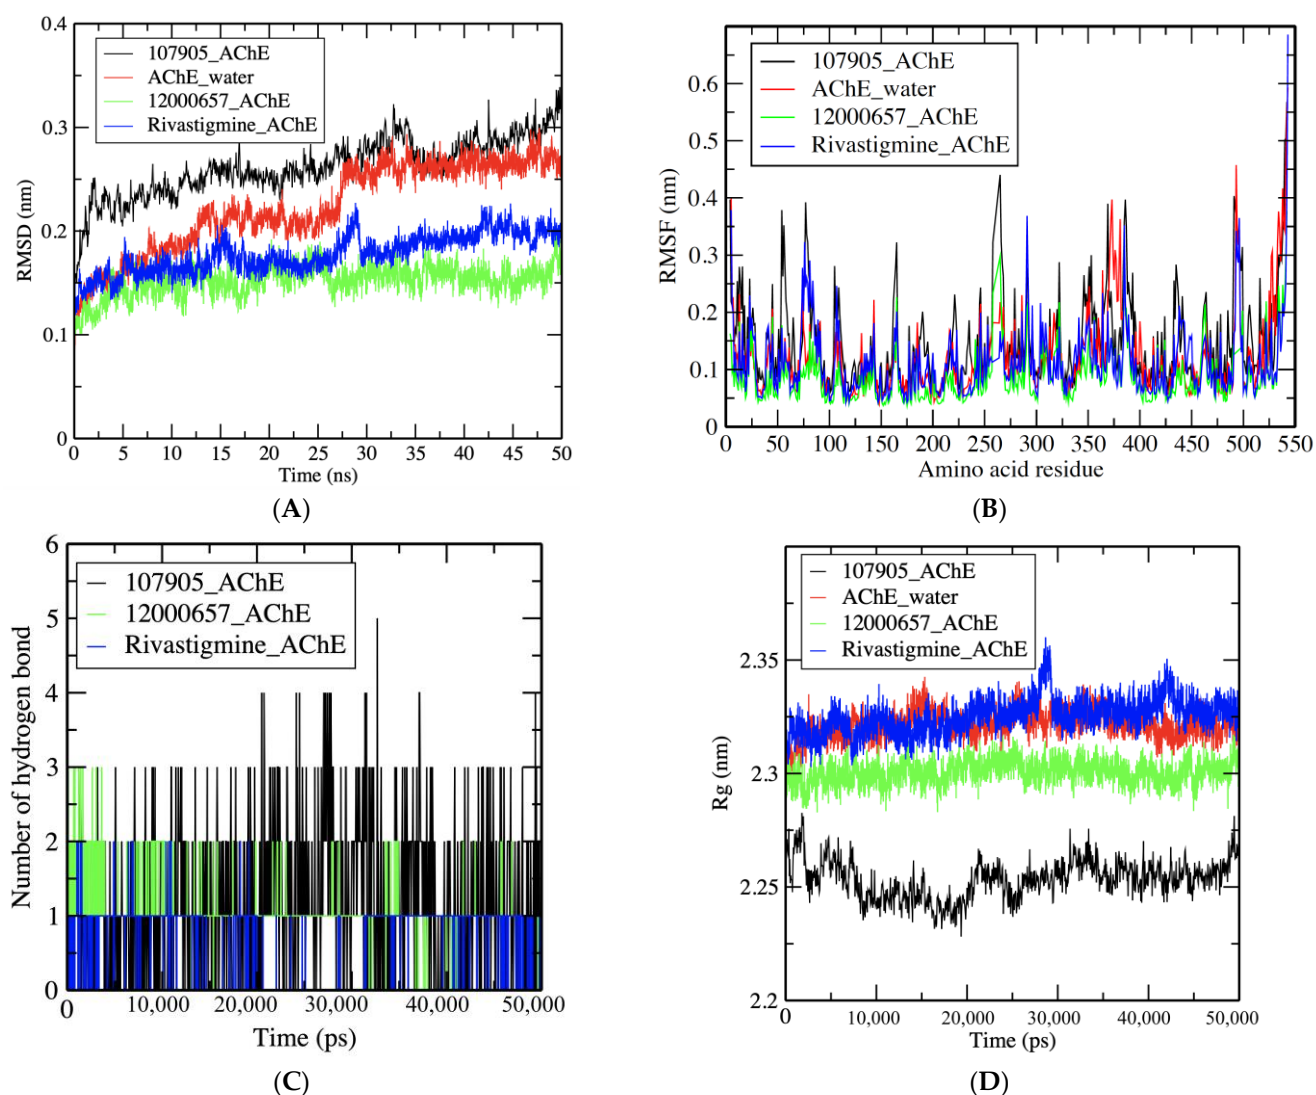 0.4
0.3
0.2
0.1
0
RMSD (nm)
107905_AChE
AChE_water
12000657_AChE
Rivastigmine_AChE
0 5 10 15 20 25 30 35 40 45 50
Time (ns)
(A)
0.6
0.5
0.4
0.3
0.2
0.1
0
RMSF (nm)
107905_AChE
AChE_water
12000657_AChE
Rivastigmine_AChE
0 50 100 150 200 250 300 350 400 450 500 550
Amino acid residue
(B)
6
5
4
3
2
1
0
Number of hydrogen bond
107905_AChE
12000657_AChE
Rivastigmine_AChE
0 10,000 20,000 30,000 40,000 50,000
Time (ps)
(C)
2.35
2.3
2.25
2.2
Rg (nm)
107905_AChE
AChE_water
12000657_AChE
Rivastigmine_AChE
0 10,000 20,000 30,000 40,000 50,000
Time (ps)
(D)